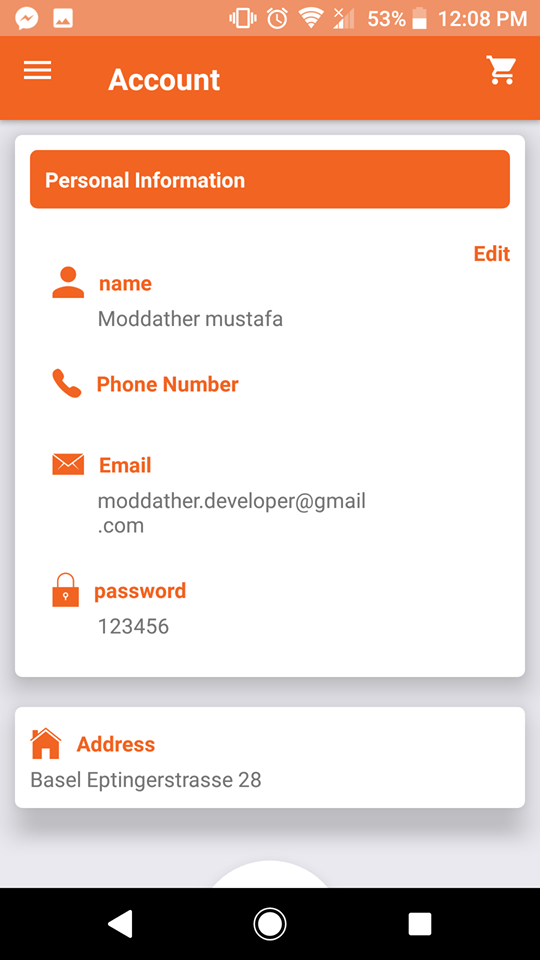 53% 12:08 PM
Account
Personal Information
Edit
name
Moddather mustafa
Phone Number
Email
moddather.developer@gmail
.com
password
123456
Address
Basel Eptingerstrasse 28